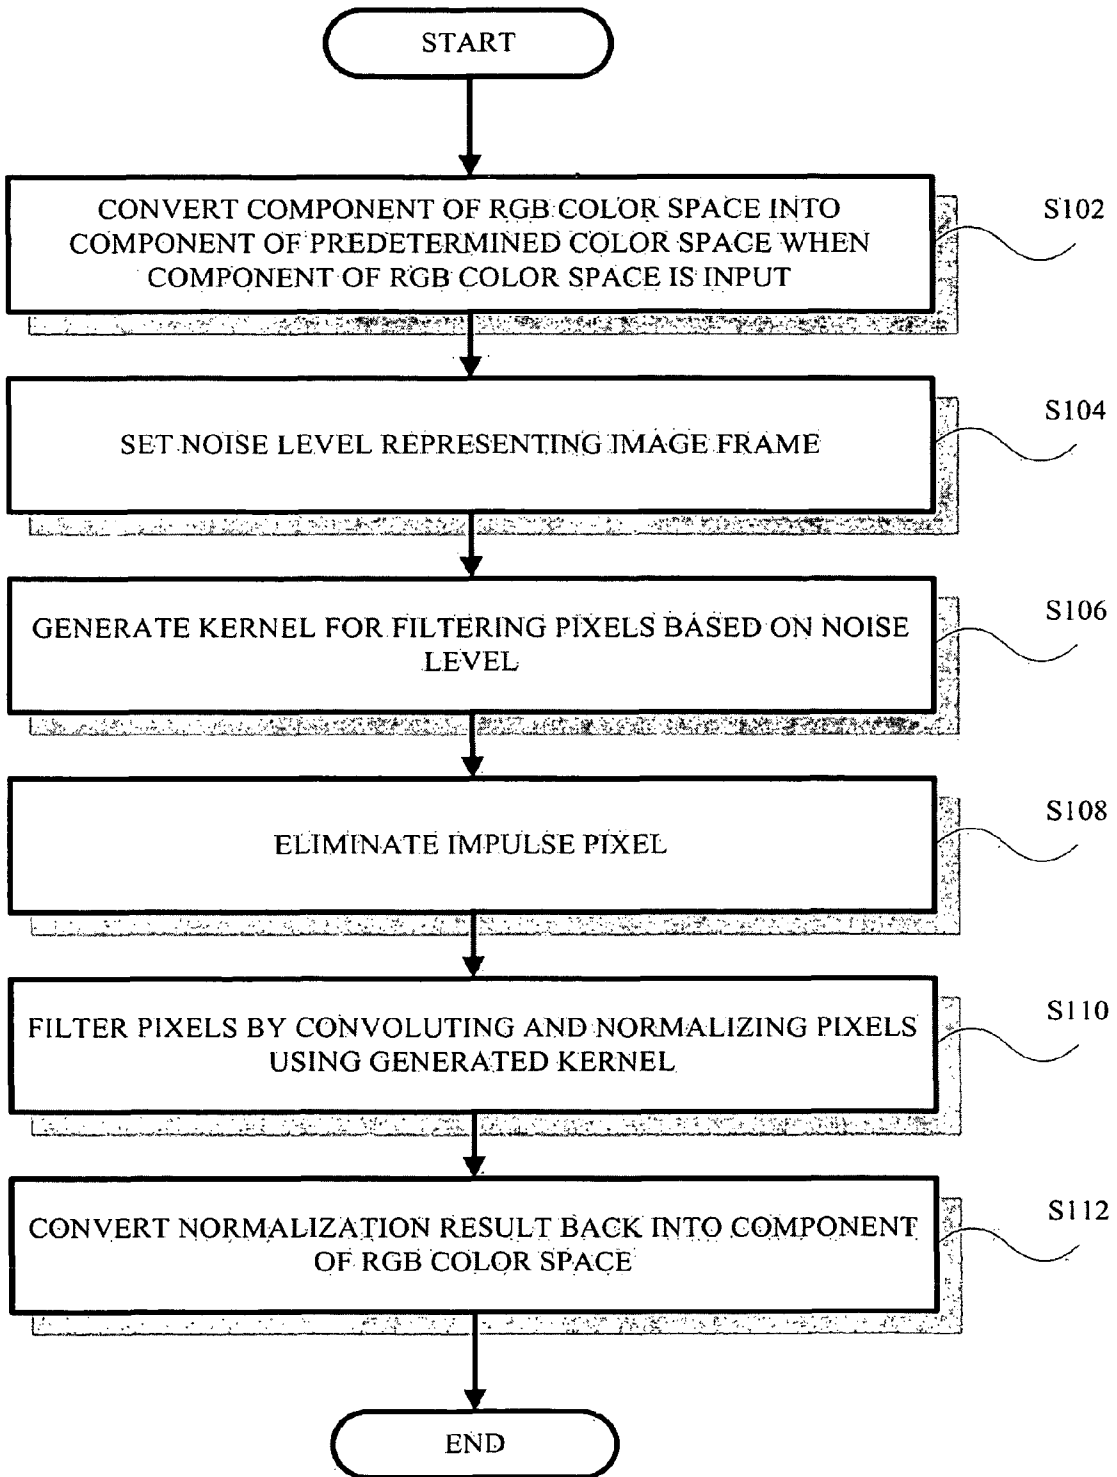 START
CONVERT COMPONENT OF RGB COLOR SPACE INTO
COMPONENT OF PREDETERMINED COLOR SPACE WHEN
COMPONENT OF RGB COLOR SPACE IS INPUT
S102
SET NOISE LEVEL REPRESENTING IMAGE FRAME
S104
GENERATE KERNEL FOR FILTERING PIXELS BASED ON NOISE
LEVEL
S106
ELIMINATE IMPULSE PIXEL
S108
FILTER PIXELS BY CONVOLUTING AND NORMALIZING PIXELS
USING GENERATED KERNEL
S110
CONVERT NORMALIZATION RESULT BACK INTO COMPONENT
OF RGB COLOR SPACE
S112
END